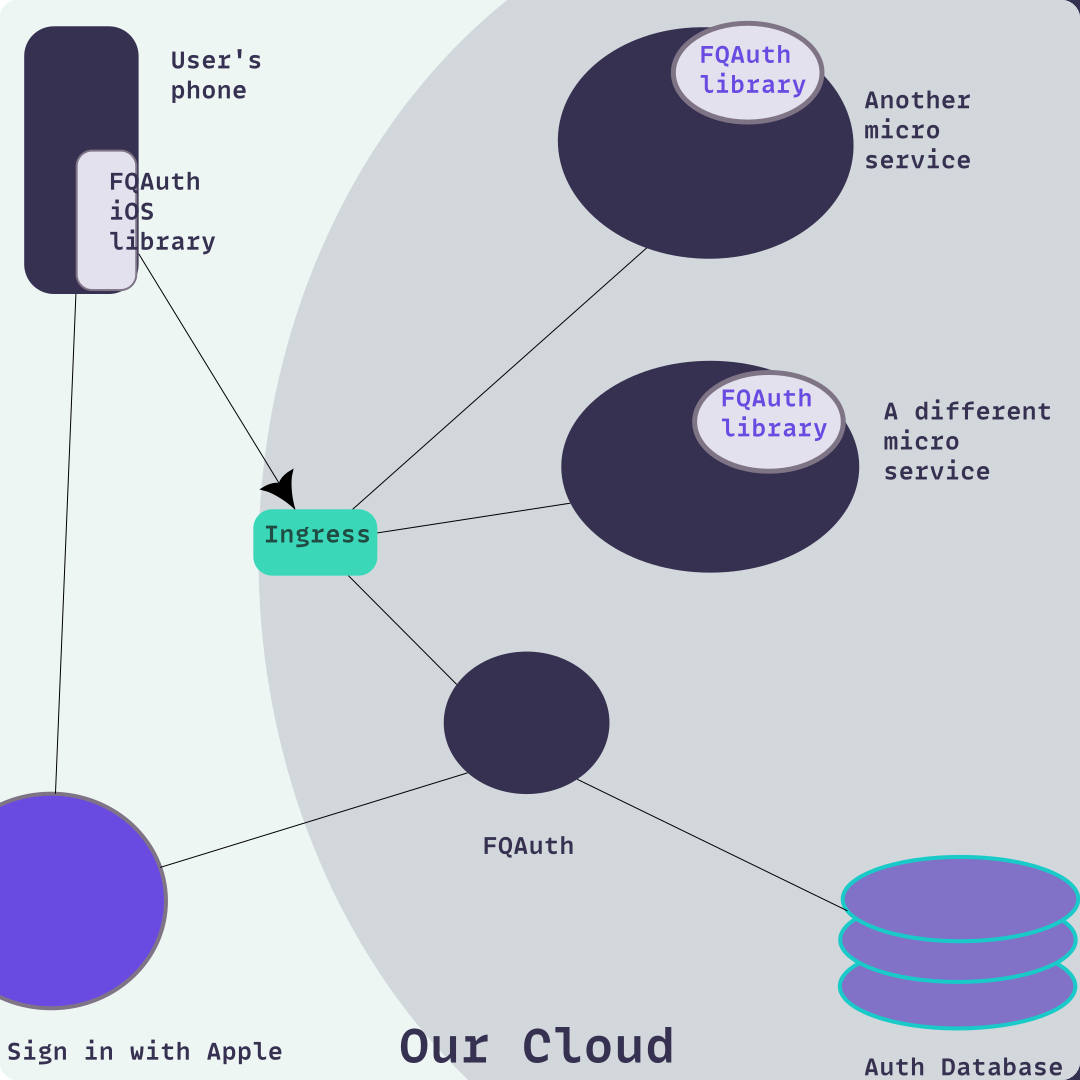 User's
phone
FQAuth
iOS
library
FQAuth
library
Another
micro
service
FQAuth
library
A different
micro
service
Ingress
FQAuth
Sign in with Apple
Our Cloud
Auth Database